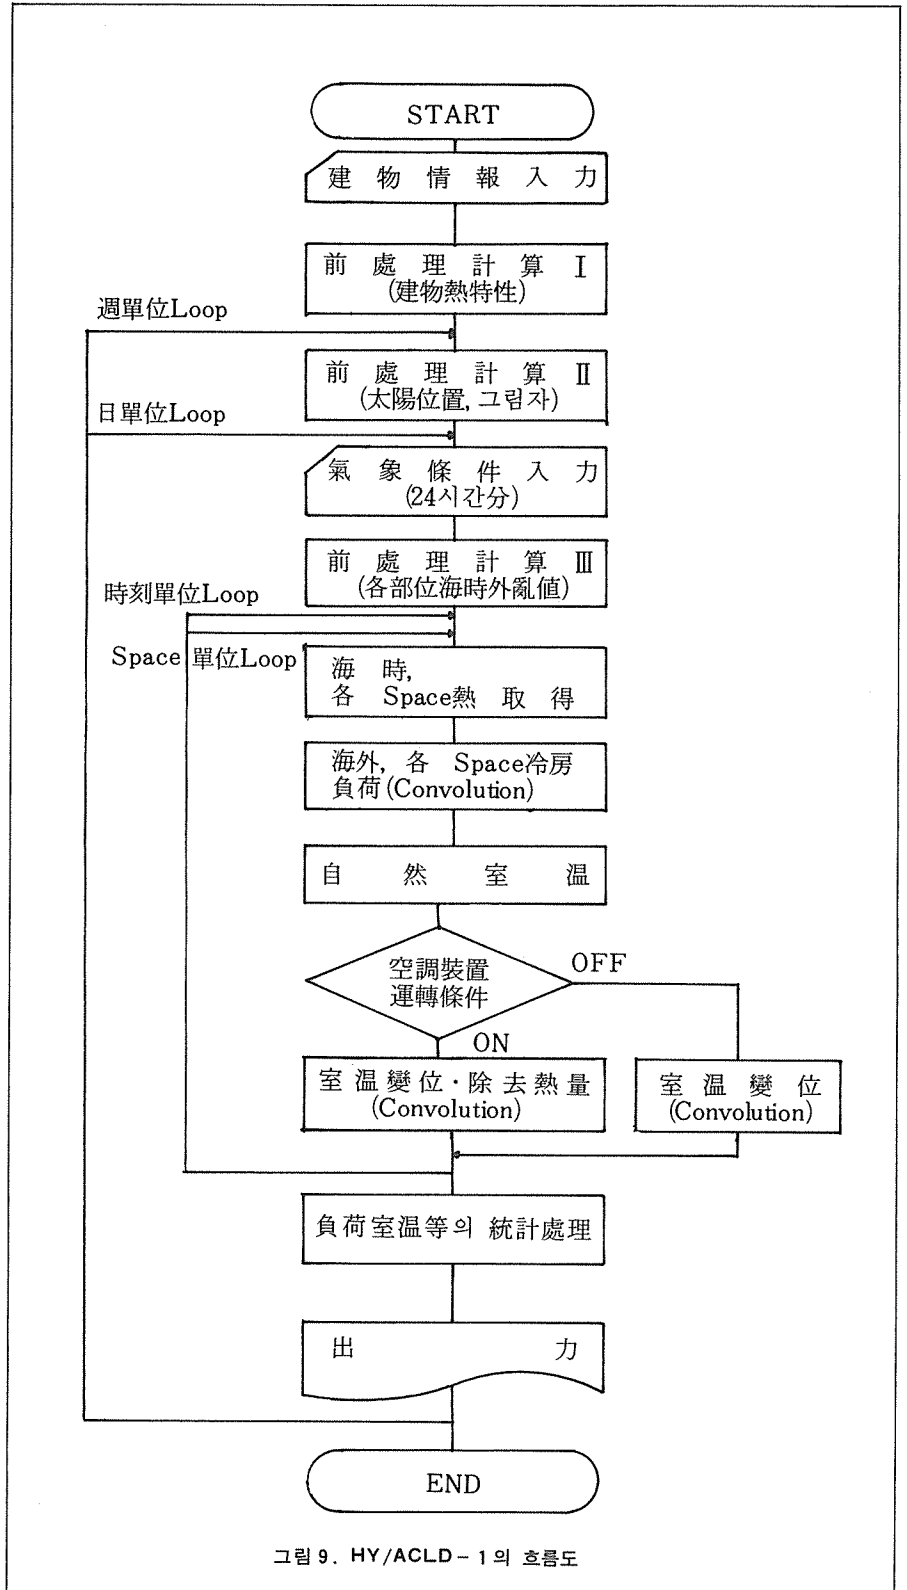 START
建物情報入力
前處理計算 Ⅰ
(建物熱特性)
週單位Loop
前處理計算 Ⅱ
(太陽位置, 그림자)
日單位Loop
氣象條件入力
(24시간分)
前處理計算 Ⅲ
(各部位海時外亂値)
時刻單位Loop
Space 單位Loop
海時,
各 Space熱取得
海外, 各 Space冷房
負荷(Convolution)
自然室溫
空調裝置
運轉條件
OFF
ON
室溫變位·除去熱量
(Convolution)
室溫變位
(Convolution)
負荷室溫等의 統計處理
出力
END
그림 9. HY/ACLD-1의 흐름도